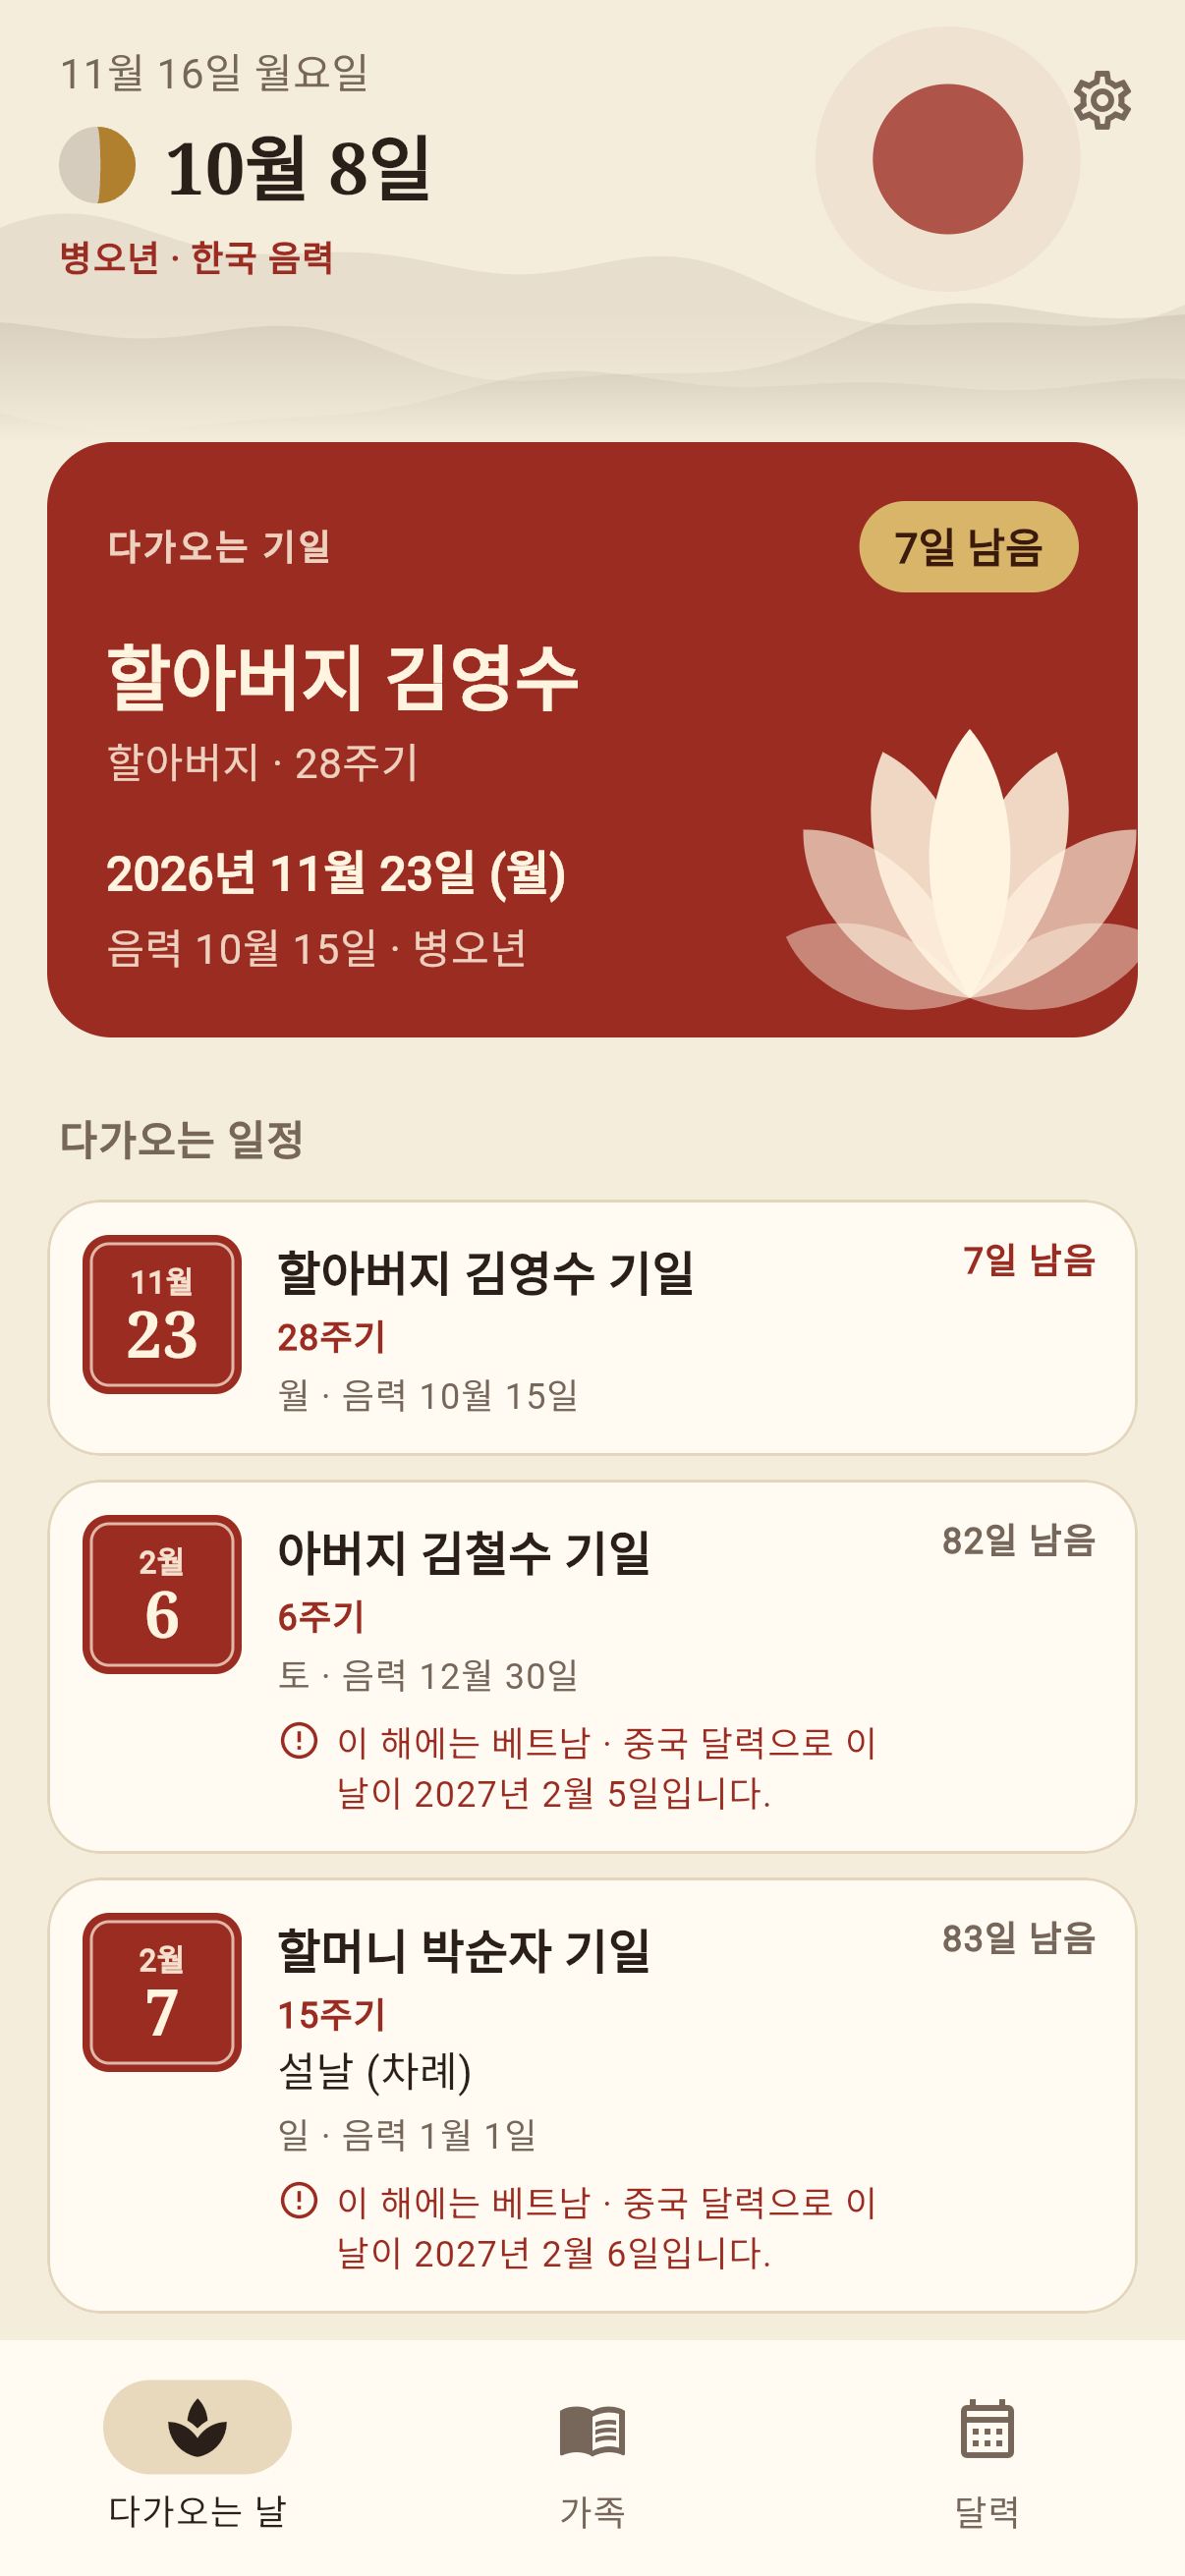 11월 16일 월요일
10월 8일
병오년 · 한국 음력
다가오는 기일
7일 남음
할아버지 김영수
할아버지 · 28주기
2026년 11월 23일 (월)
음력 10월 15일 · 병오년
다가오는 일정
11월
23
할아버지 김영수 기일
7일 남음
28주기
월 · 음력 10월 15일
2월
6
아버지 김철수 기일
82일 남음
6주기
토 · 음력 12월 30일
이 해에는 베트남 · 중국 달력으로 이
날이 2027년 2월 5일입니다.
2월
7
할머니 박순자 기일
83일 남음
15주기
설날 (차례)
일 · 음력 1월 1일
이 해에는 베트남 · 중국 달력으로 이
날이 2027년 2월 6일입니다.
다가오는 날
가족
달력